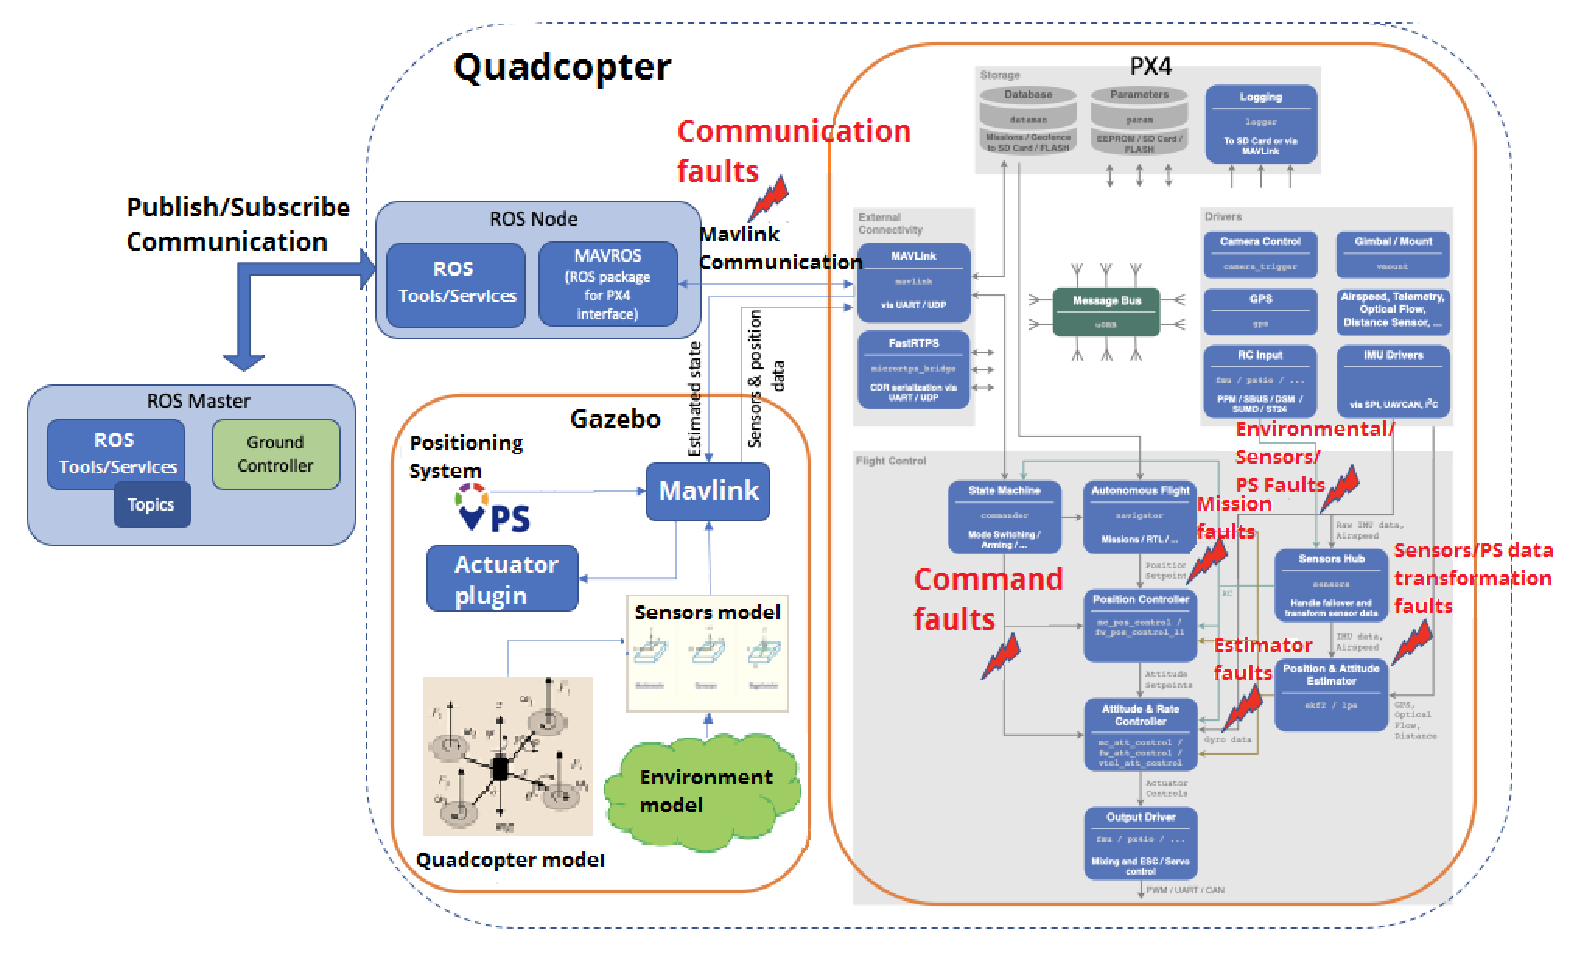 Quadcopter
PX4
Communication
faults
Publish/Subscribe
Communication
ROS Node
ROS
Tools/Services
MAVROS
(ROS package
for PX4
interface)
Mavlink
Communication
ROS Master
ROS
Tools/Services
Topics
Ground
Controller
Estimated state
Sensors & position
data
Gazebo
Positioning
System
PS
Mavlink
Actuator
plugin
Sensors model
Environment
model
Quadcopter model
Storage
Database
dataman
Missions / Geofence
to SD Card / FLASH
Parameters
param
EEPROM / SD Card /
FLASH
Logging
logger
To SD Card or via
MAVLink
External
Connectivity
MAVLink
mavlink
via UART / UDP
FastRTPS
micrortps_bridge
CDR serialization via
UART / UDP
Message Bus
uORB
Drivers
Camera Control
camera_trigger
Gimbal / Mount
vmount
GPS
gps
Airspeed, Telemetry,
Optical Flow,
Distance Sensor, ...
RC Input
fmu / px4io / ...
PPM / SBUS / DSM /
SUMD / ST24
IMU Drivers
via SPI, UAVCAN, I²C
Environmental/
Sensors/
PS Faults
Flight Control
State Machine
commander
Mode Switching /
Arming / ...
Autonomous Flight
navigator
Missions / RTL / ...
Mission
faults
Raw IMU data,
Airspeed
Sensors Hub
sensors
Handle failover and
transform sensor data
Sensors/PS data
transformation
faults
Command
faults
Position
Setpoint
Position Controller
mc_pos_control /
fw_pos_control_l1
RC
IMU data,
Airspeed
Estimator
faults
Position & Attitude
Estimator
ekf2 / lpe
GPS,
Optical
Flow,
Distance
Attitude
Setpoints
Attitude & Rate
Controller
mc_att_control /
fw_att_control /
vtol_att_control
Gyro data
Actuator
Controls
Output Driver
fmu / px4io / ...
Mixing and ESC / Servo
control
PWM / UART / CAN